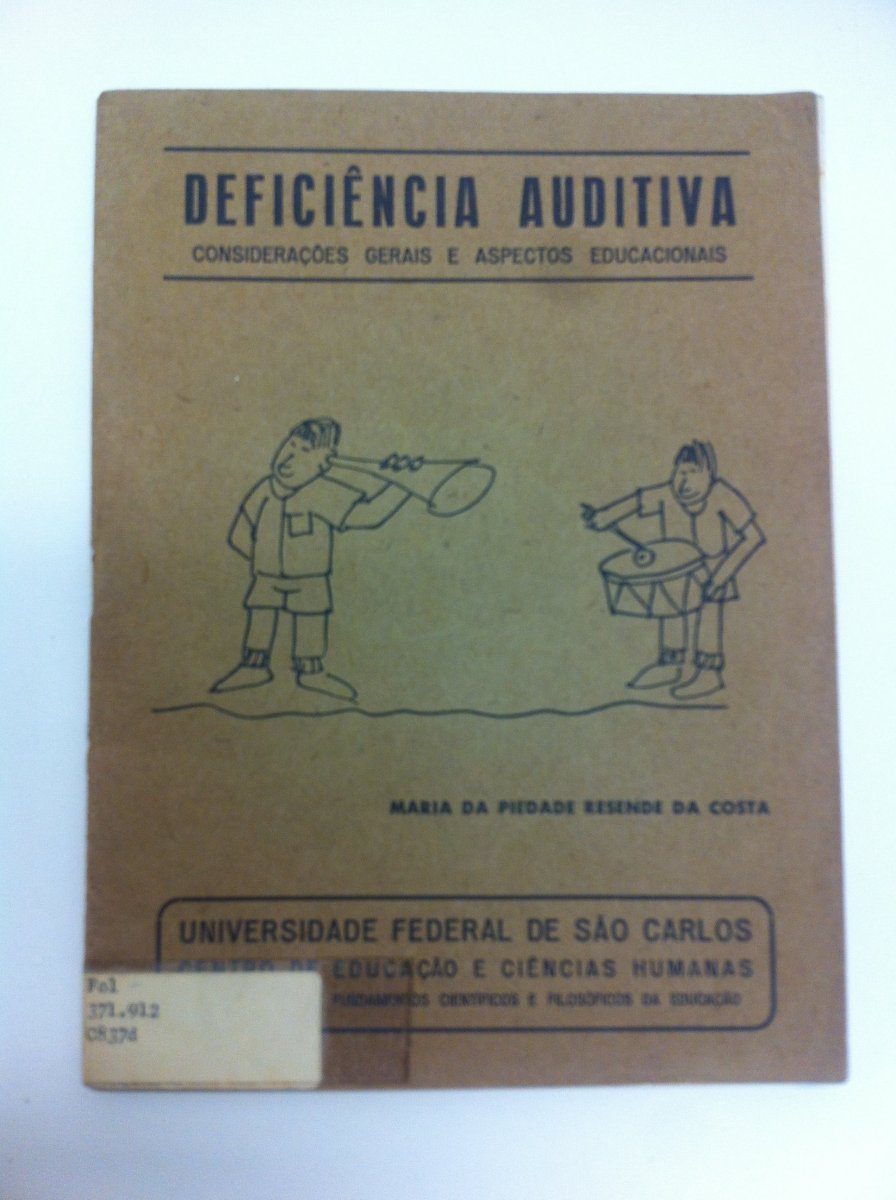 DEFICIÊNCIA AUDITIVA
CONSIDERAÇÕES GERAIS E ASPECTOS EDUCACIONAIS
MARIA DA PIEDADE RESENDE DA COSTA
UNIVERSIDADE FEDERAL DE SÃO CARLOS
CENTRO DE EDUCAÇÃO E CIÊNCIAS HUMANAS
FUNDAMENTOS CIENTÍFICOS E FILOSÓFICOS DA EDUCAÇÃO
Fol
371.912
C837d